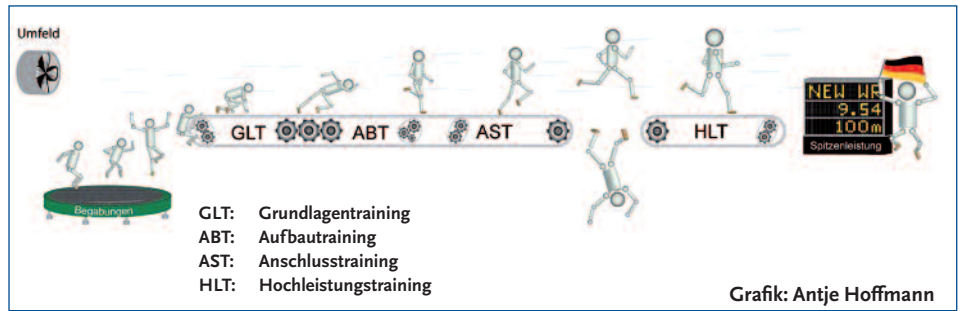 Umfeld
NEW WR
9.54
100m
Spitzenleistung
GLT ABT AST HLT
Begabungen
GLT: Grundlagentraining
ABT: Aufbautraining
AST: Anschlusstraining
HLT: Hochleistungstraining
Grafik: Antje Hoffmann